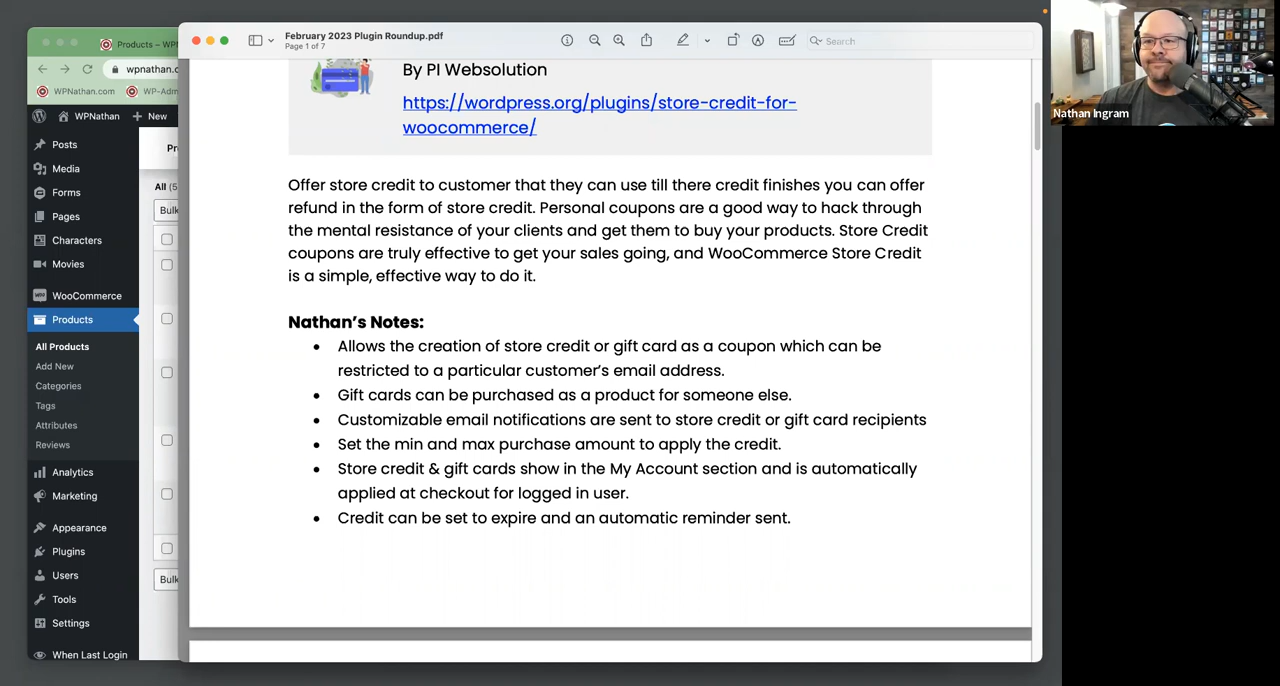 February 2023 Plugin Roundup.pdf
Page 1 of 7
Search
Products – WPN
wpnathan.c
WPNathan.com
WP-Adm
WPNathan
New
Posts
Media
Forms
Pages
Characters
Movies
WooCommerce
Products
All Products
Add New
Categories
Tags
Attributes
Reviews
Analytics
Marketing
Appearance
Plugins
Users
Tools
Settings
When Last Login
Pr
All (5
Bulk
Bulk
By PI Websolution
https://wordpress.org/plugins/store-credit-for-
woocommerce/
Offer store credit to customer that they can use till there credit finishes you can offer
refund in the form of store credit. Personal coupons are a good way to hack through
the mental resistance of your clients and get them to buy your products. Store Credit
coupons are truly effective to get your sales going, and WooCommerce Store Credit
is a simple, effective way to do it.
Nathan’s Notes:
• Allows the creation of store credit or gift card as a coupon which can be
restricted to a particular customer’s email address.
• Gift cards can be purchased as a product for someone else.
• Customizable email notifications are sent to store credit or gift card recipients
• Set the min and max purchase amount to apply the credit.
• Store credit & gift cards show in the My Account section and is automatically
applied at checkout for logged in user.
• Credit can be set to expire and an automatic reminder sent.
Nathan Ingram